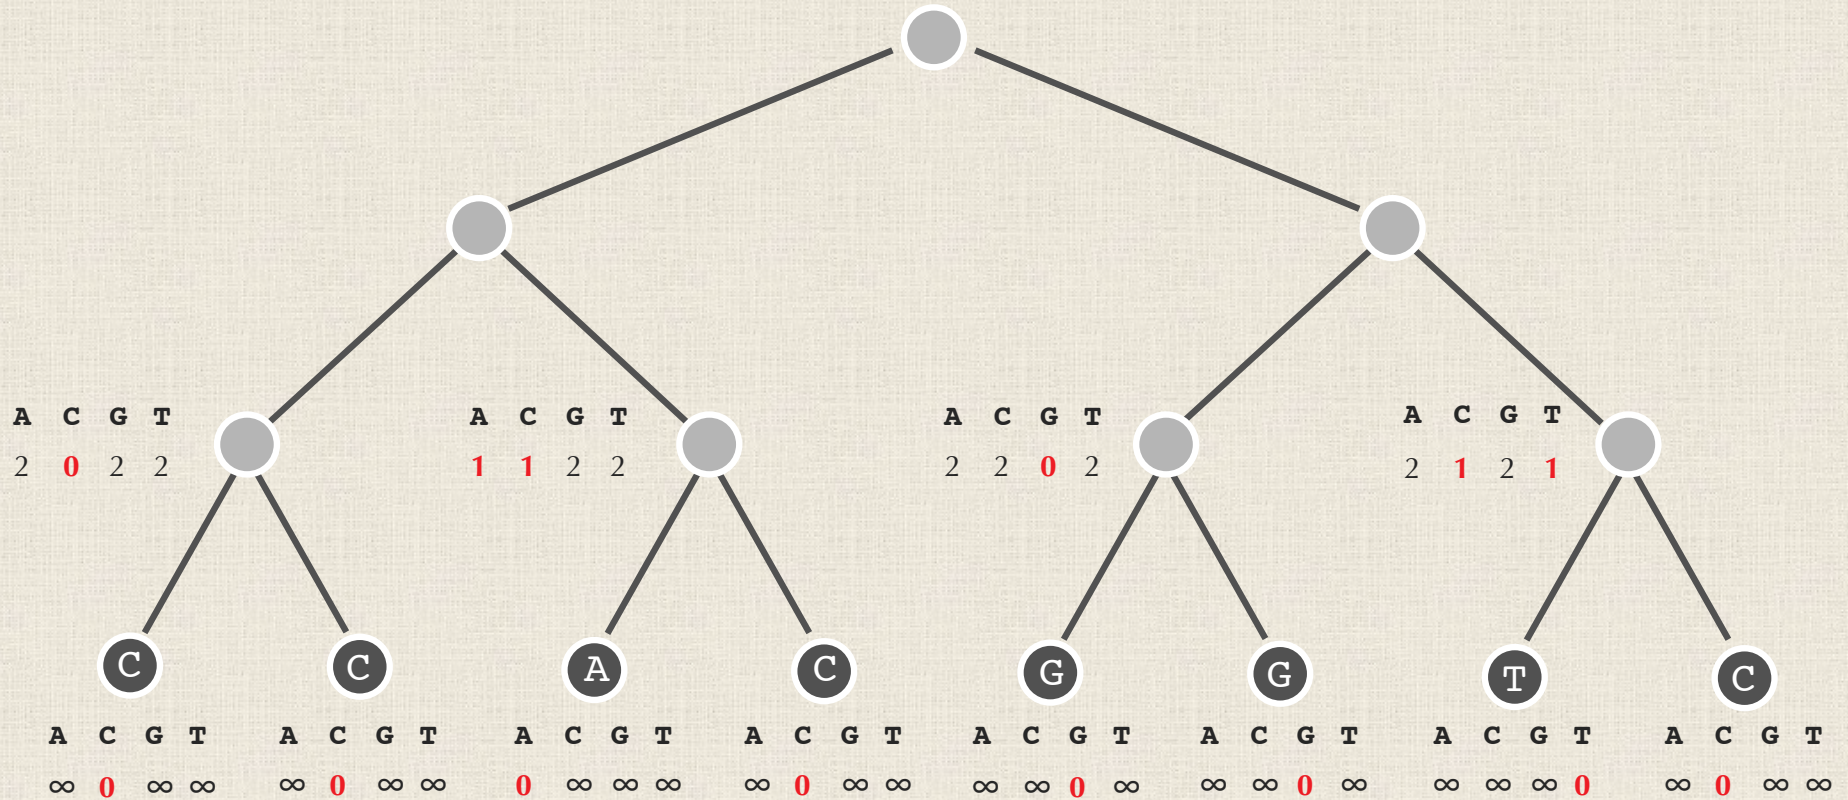 A C G T A C G T A C G T A C G T
2 0 2 2 1 1 2 2 2 2 0 2 2 1 2 1
C C A C G G T C
A C G T A C G T A C G T A C G T A C G T A C G T A C G T A C G T
∞ 0 ∞ ∞ ∞ 0 ∞ ∞ 0 ∞ ∞ ∞ ∞ 0 ∞ ∞ ∞ ∞ 0 ∞ ∞ ∞ 0 ∞ ∞ ∞ ∞ 0 ∞ 0 ∞ ∞